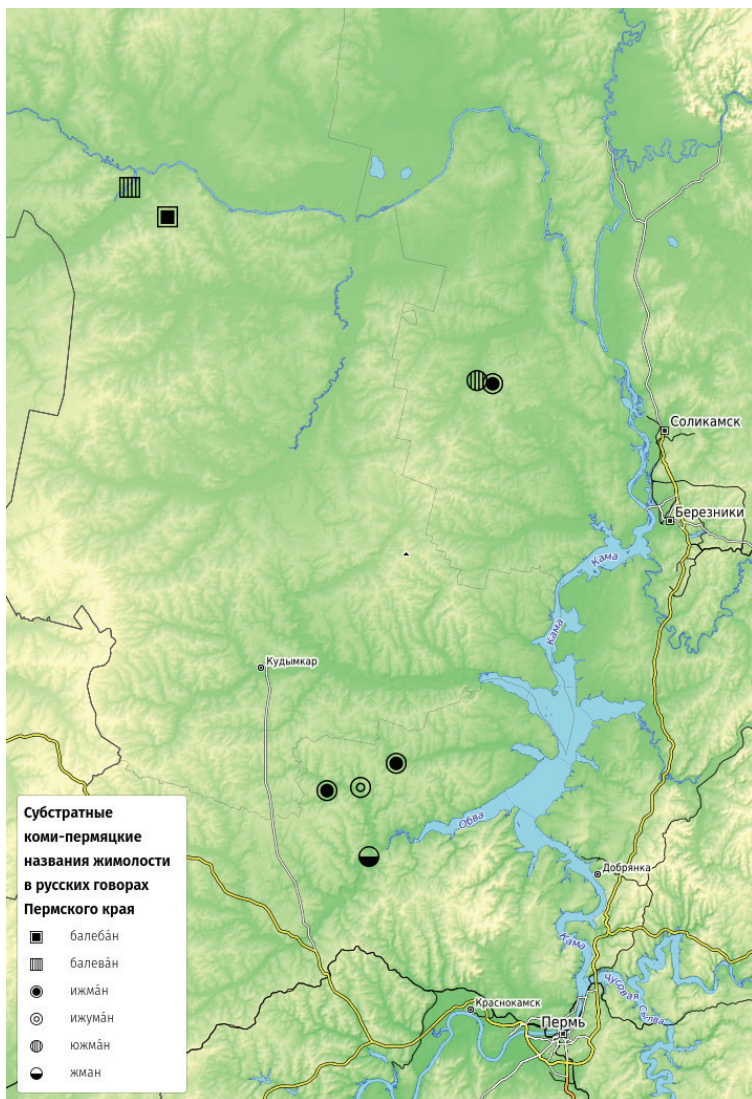 Соликамск
Березники
Кама
Кама
Кудымкар
Обва
Добрянка
Кама
Чусовая
Сылва
Краснокамск
Пермь
Субстратные
коми-пермяцкие
названия жимолости
в русских говорах
Пермского края
балеба́н
балева́н
ижма́н
ижума́н
южма́н
жман